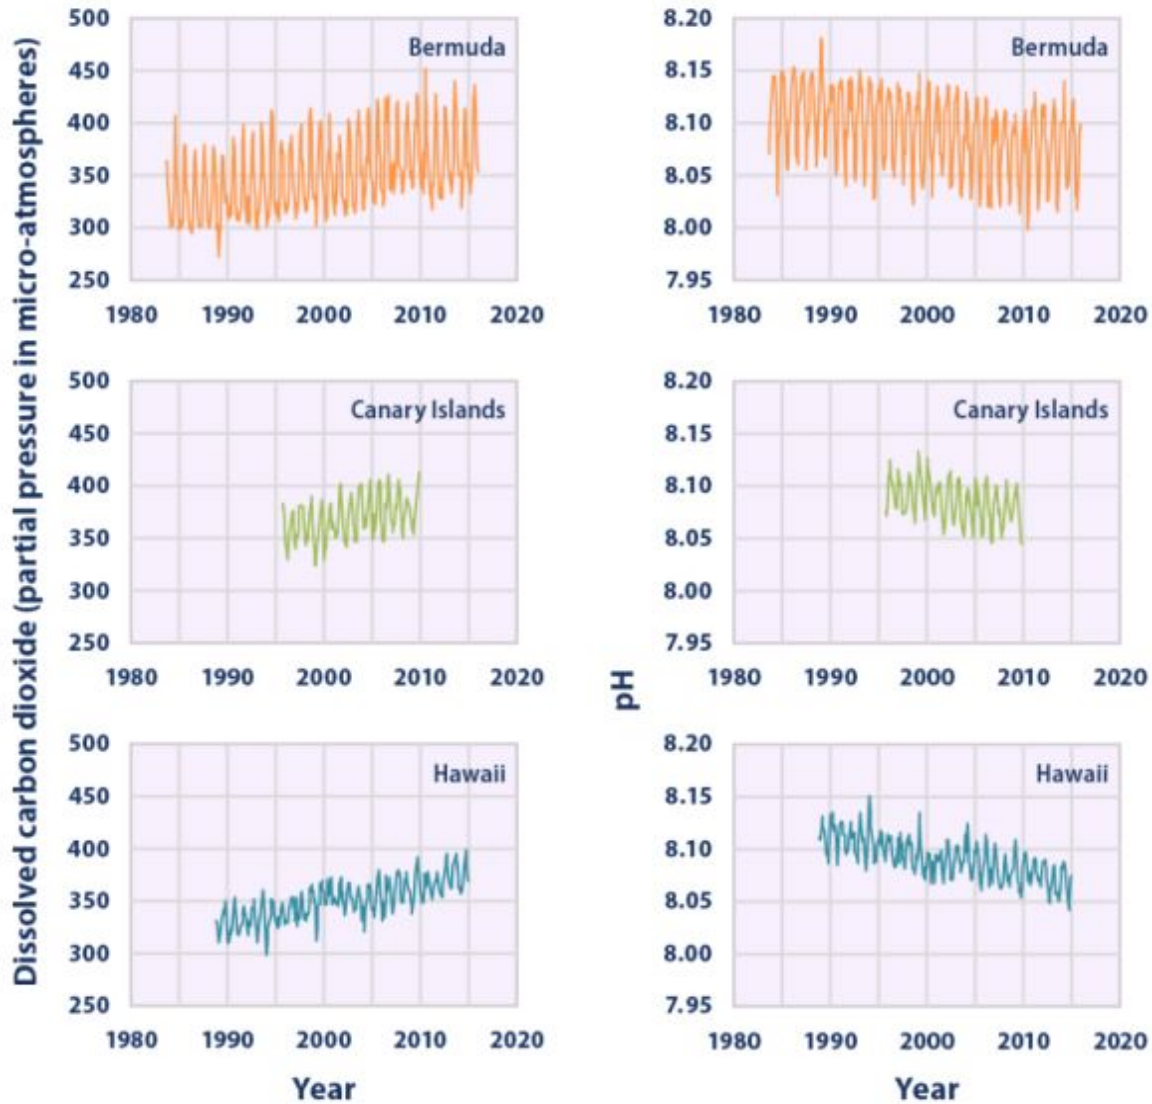 Dissolved carbon dioxide (partial pressure in micro-atmospheres)
500
450
400
350
300
250
Bermuda
1980 1990 2000 2010 2020
500
450
400
350
300
250
Canary Islands
1980 1990 2000 2010 2020
500
450
400
350
300
250
Hawaii
1980 1990 2000 2010 2020
Year
pH
8.20
8.15
8.10
8.05
8.00
7.95
Bermuda
1980 1990 2000 2010 2020
8.20
8.15
8.10
8.05
8.00
7.95
Canary Islands
1980 1990 2000 2010 2020
8.20
8.15
8.10
8.05
8.00
7.95
Hawaii
1980 1990 2000 2010 2020
Year